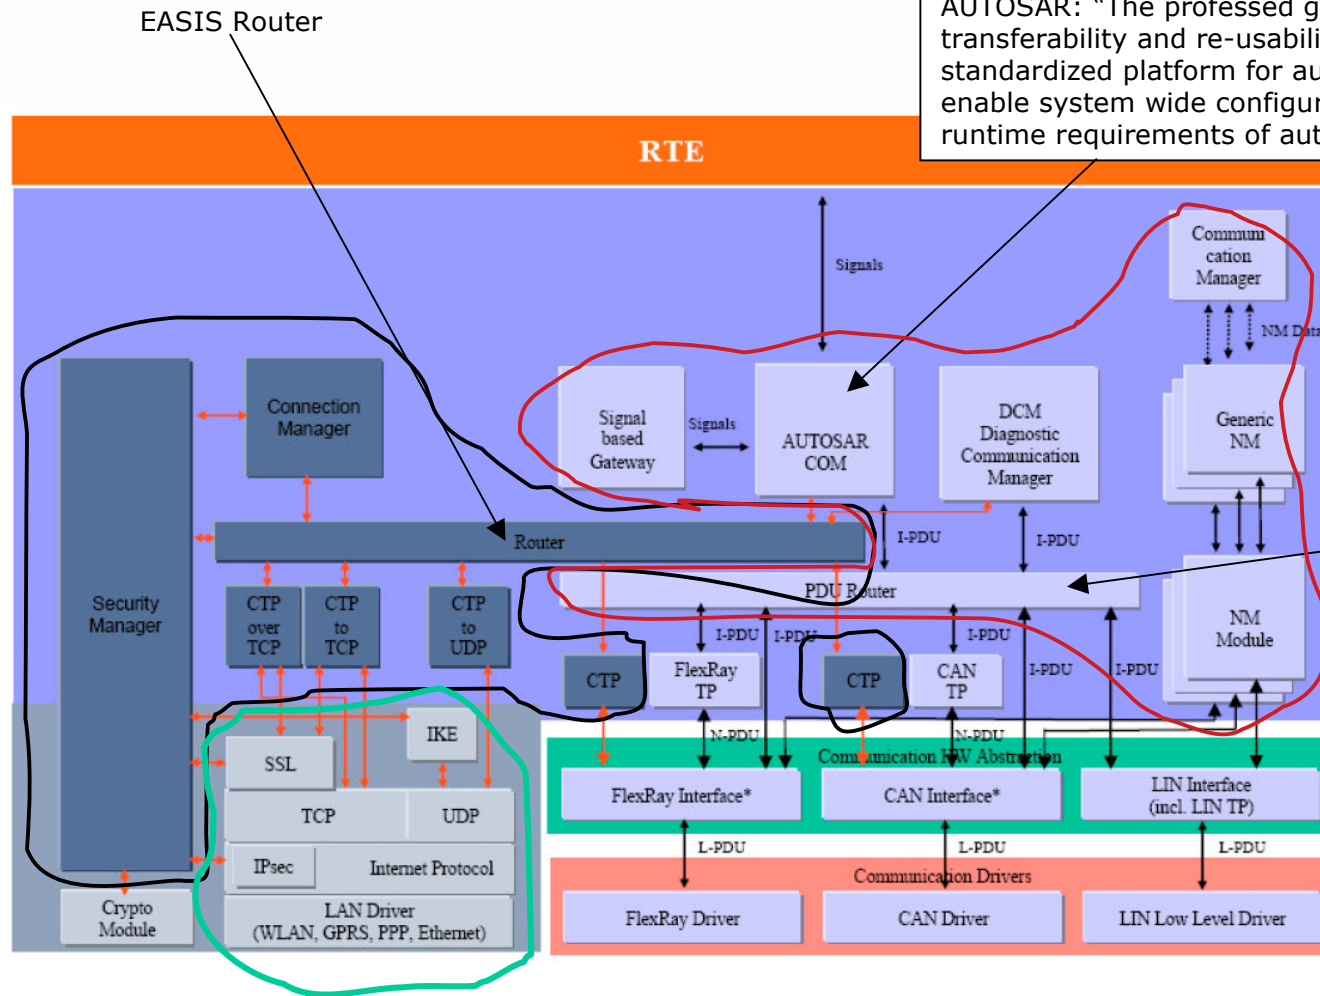 EASIS Router
AUTOSAR: "The professed g
transferability and re-usabili
standardized platform for au
enable system wide configur
runtime requirements of aut
RTE
Signals
Communi
cation
Manager
NM Data
Connection
Manager
Signal
based
Gateway
Signals
AUTOSAR
COM
DCM
Diagnostic
Communication
Manager
Generic
NM
Router
I-PDU
I-PDU
Security
Manager
CTP
over
TCP
CTP
to
TCP
CTP
to
UDP
PDU Router
I-PDU
I-PDU
I-PDU
I-PDU
I-PDU
NM
Module
CTP
FlexRay
TP
CTP
CAN
TP
N-PDU
N-PDU
IKE
SSL
TCP
UDP
IPsec
Internet Protocol
LAN Driver
(WLAN, GPRS, PPP, Ethernet)
Crypto
Module
Communication HW Abstraction
FlexRay Interface*
CAN Interface*
LIN Interface
(incl. LIN TP)
L-PDU
L-PDU
L-PDU
Communication Drivers
FlexRay Driver
CAN Driver
LIN Low Level Driver